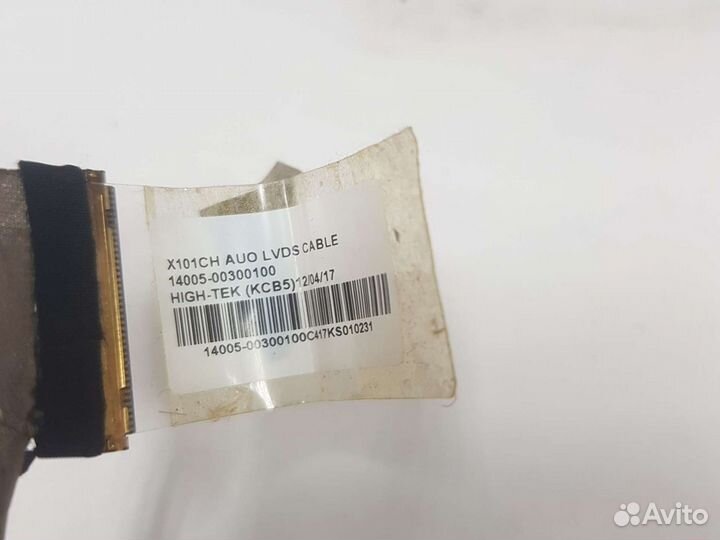 X101CH AUO LVDS CABLE
14005-00300100
HIGH-TEK (KCB5)12/04/17
14005-00300100C417KS010231
Avito